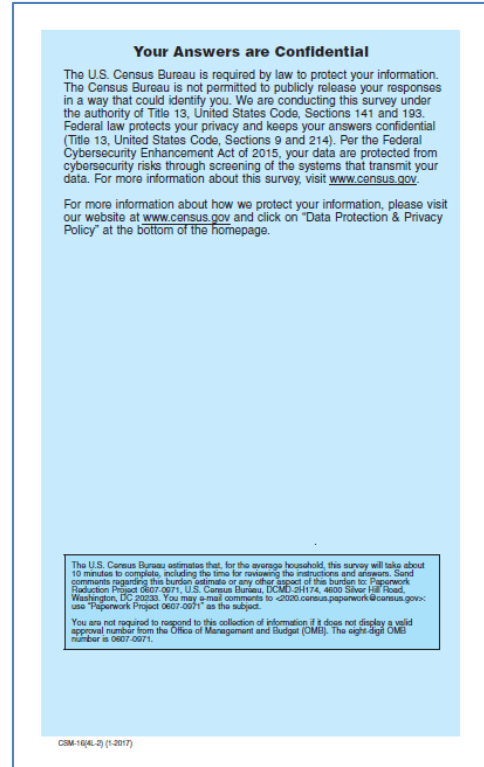 Your Answers are Confidential
The U.S. Census Bureau is required by law to protect your information.
The Census Bureau is not permitted to publicly release your responses
in a way that could identify you. We are conducting this survey under
the authority of Title 13, United States Code, Sections 141 and 193.
Federal law protects your privacy and keeps your answers confidential
(Title 13, United States Code, Sections 9 and 214). Per the Federal
Cybersecurity Enhancement Act of 2015, your data are protected from
cybersecurity risks through screening of the systems that transmit your
data. For more information about this survey, visit www.census.gov.
For more information about how we protect your information, please visit
our website at www.census.gov and click on “Data Protection & Privacy
Policy” at the bottom of the homepage.
The U.S. Census Bureau estimates that, for the average household, this survey will take about
10 minutes to complete, including the time for reviewing the instructions and answers. Send
comments regarding this burden estimate or any other aspect of this burden to: Paperwork
Reduction Project 0607-0971, U.S. Census Bureau, DCMD-2H174, 4600 Silver Hill Road,
Washington, DC 20233. You may e-mail comments to <2020.census.paperwork@census.gov>:
use “Paperwork Project 0607-0971” as the subject.
You are not required to respond to this collection of information if it does not display a valid
approval number from the Office of Management and Budget (OMB). The eight-digit OMB
number is 0607-0971.
CSM-16(4L-2) (1-2017)